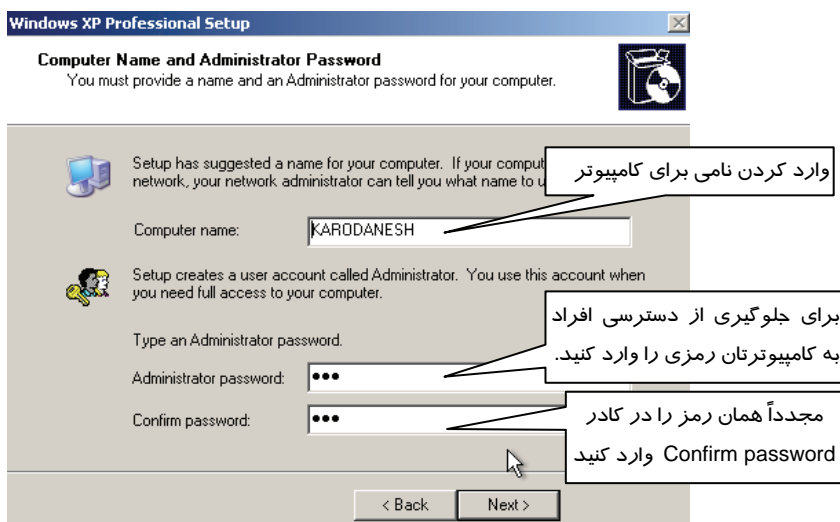 Windows XP Professional Setup
Computer Name and Administrator Password
You must provide a name and an Administrator password for your computer.
Setup has suggested a name for your computer. If your
network, your network administrator can tell you what name to
وارد کردن نامی برای کامپیوتر
Computer name:
KARODANESH
Setup creates a user account called Administrator. You use this account when
you need full access to your computer.
برای جلوگیری از دسترسی افراد
به کامپیوترتان رمزی را وارد کنید.
Type an Administrator password.
Administrator password:
•••
Confirm password:
•••
مجدداً همان رمز را در کادر
Confirm password وارد کنید
< Back
Next >